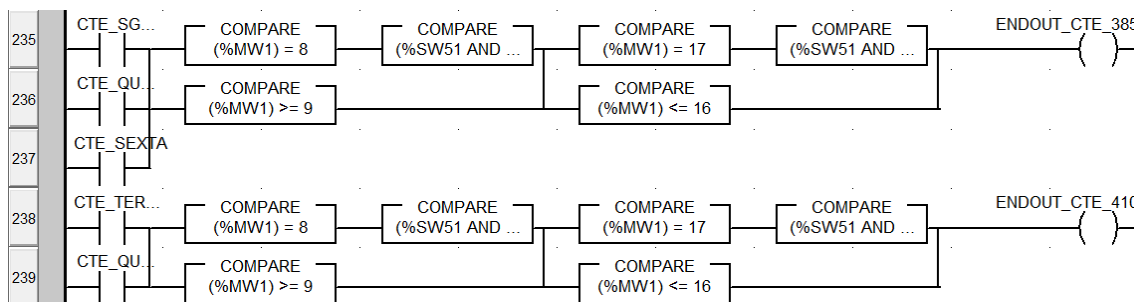 235 CTE_SG... COMPARE COMPARE COMPARE COMPARE ENDOUT_CTE_385
(%MW1) = 8 (%SW51 AND ... (%MW1) = 17 (%SW51 AND ...
236 CTE_QU... COMPARE COMPARE
(%MW1) >= 9 (%MW1) <= 16
237 CTE_SEXTA
238 CTE_TER... COMPARE COMPARE COMPARE COMPARE ENDOUT_CTE_410
(%MW1) = 8 (%SW51 AND ... (%MW1) = 17 (%SW51 AND ...
239 CTE_QU... COMPARE COMPARE
(%MW1) >= 9 (%MW1) <= 16